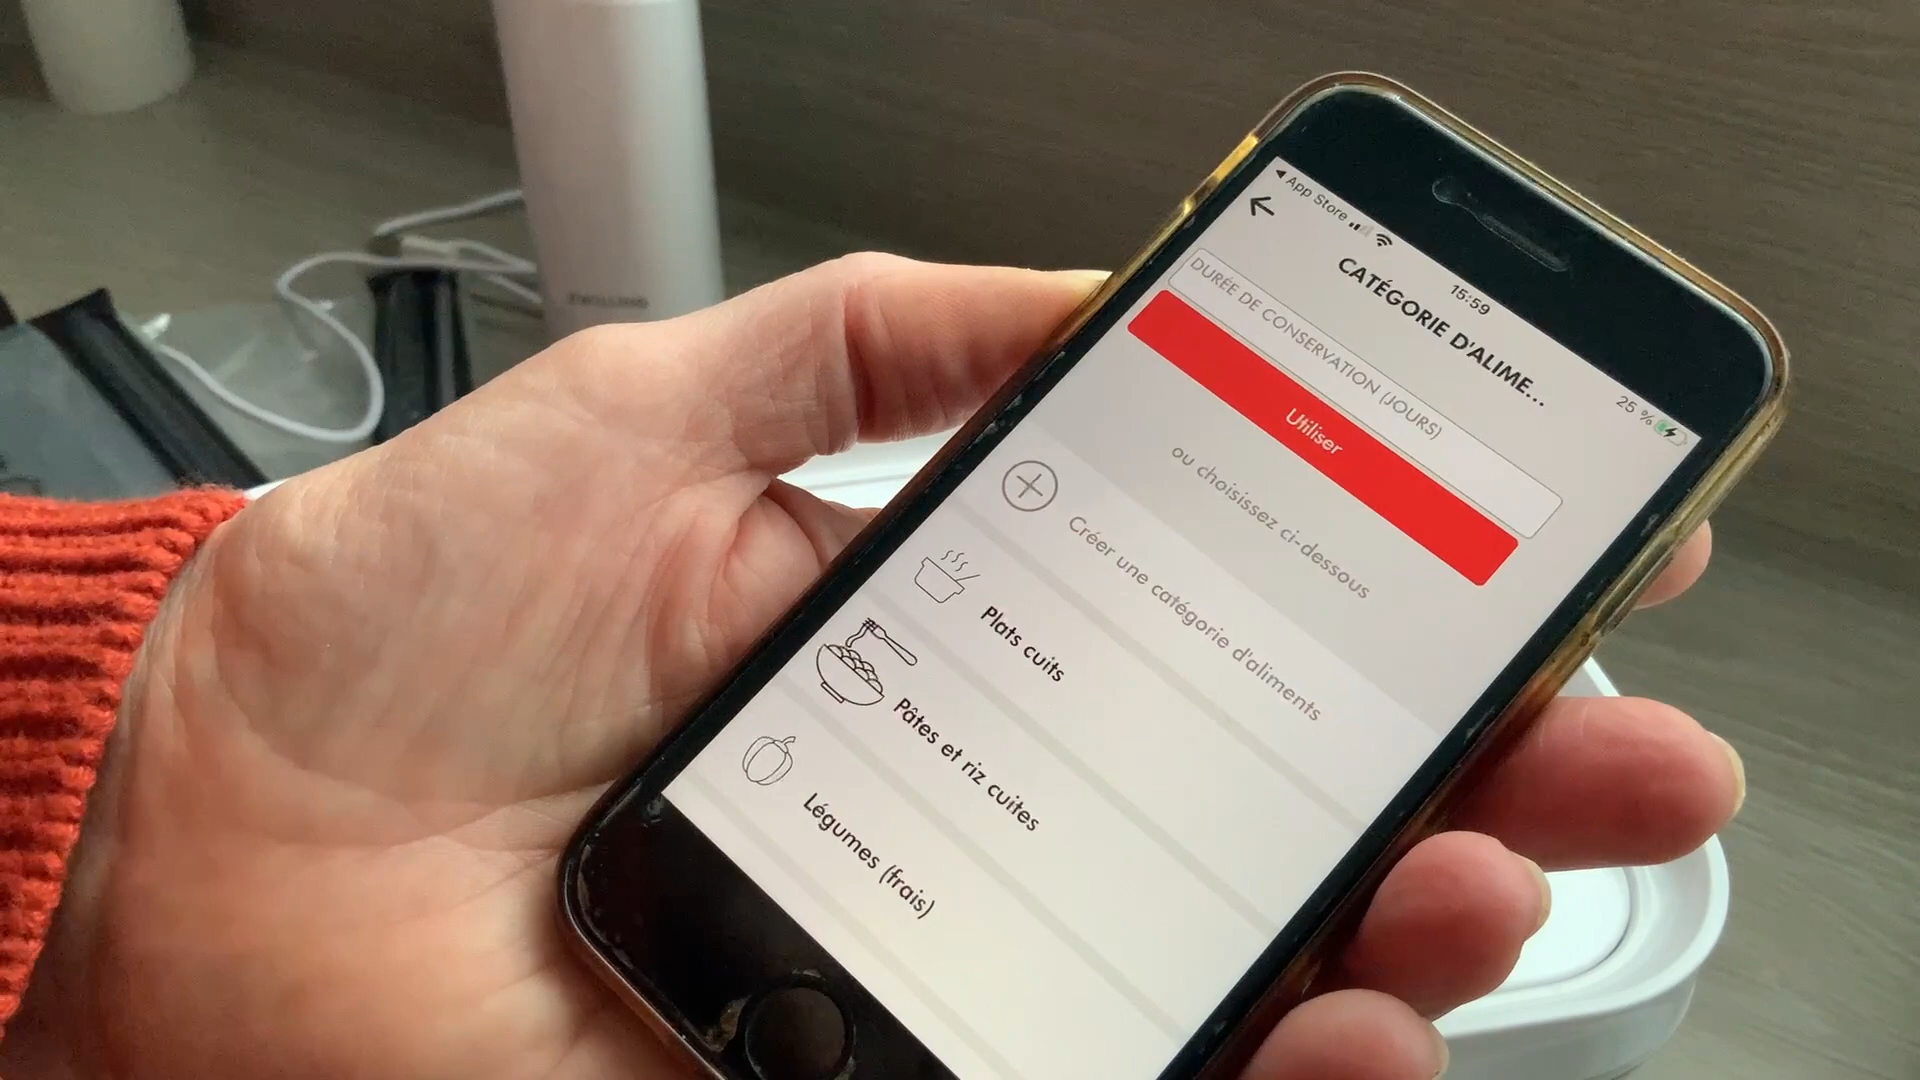 ◀ App Store
15:59
25 %
CATÉGORIE D'ALIME...
DURÉE DE CONSERVATION (JOURS)
Utiliser
ou choisissez ci-dessous
Créer une catégorie d'aliments
Plats cuits
Pâtes et riz cuites
Légumes (frais)
ZWILLING